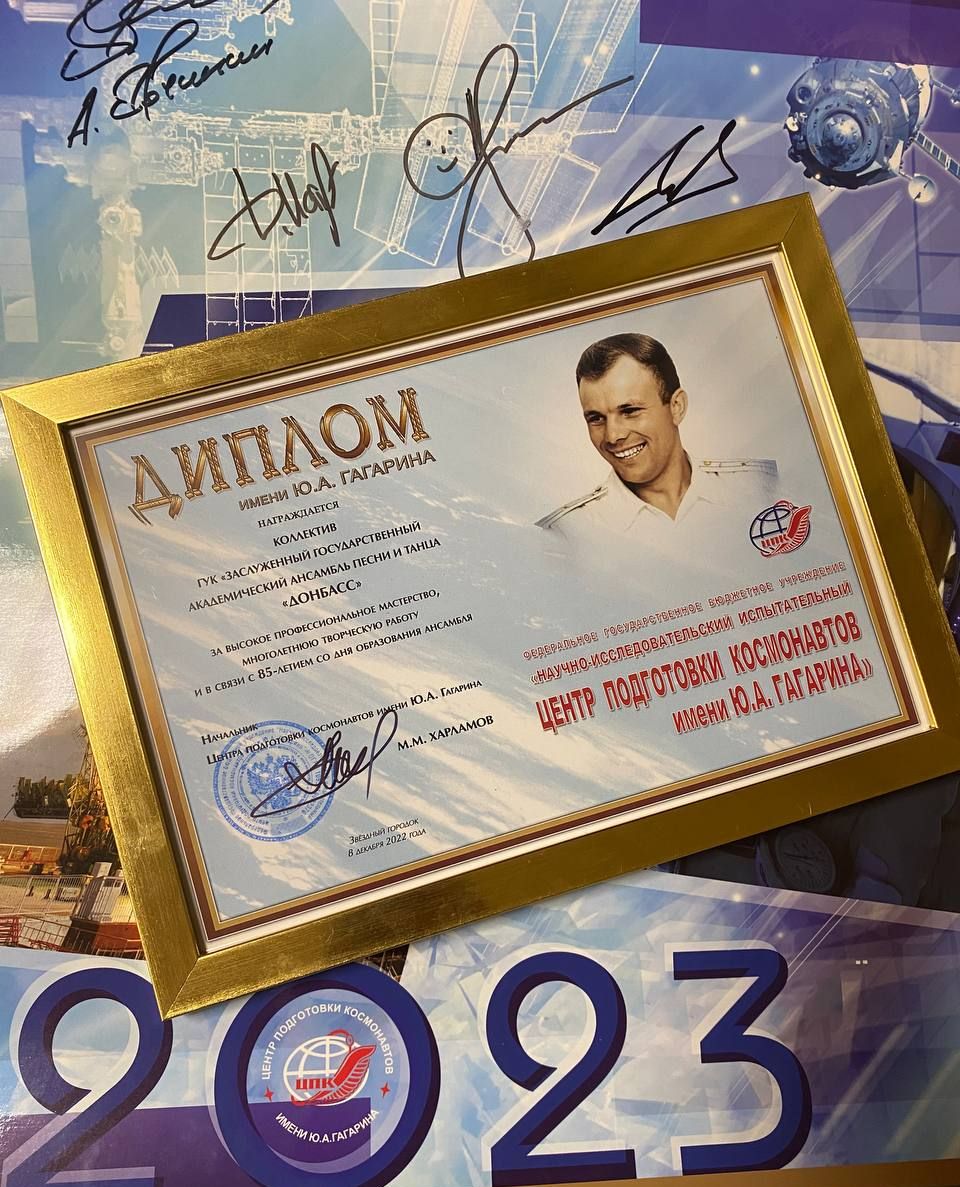 ДИПЛОМ
ИМЕНИ Ю.А. ГАГАРИНА
НАГРАЖДАЕТСЯ
КОЛЛЕКТИВ
ГУК «ЗАСЛУЖЕННЫЙ ГОСУДАРСТВЕННЫЙ
АКАДЕМИЧЕСКИЙ АНСАМБЛЬ ПЕСНИ И ТАНЦА
«ДОНБАСС»
ЗА ВЫСОКОЕ ПРОФЕССИОНАЛЬНОЕ МАСТЕРСТВО,
МНОГОЛЕТНЮЮ ТВОРЧЕСКУЮ РАБОТУ
И В СВЯЗИ С 85-ЛЕТИЕМ СО ДНЯ ОБРАЗОВАНИЯ АНСАМБЛЯ
НАЧАЛЬНИК
ЦЕНТРА ПОДГОТОВКИ КОСМОНАВТОВ ИМЕНИ Ю.А. ГАГАРИНА
М.М. ХАРЛАМОВ
ЗВЁЗДНЫЙ ГОРОДОК
8 ДЕКАБРЯ 2022 ГОДА
ЦПК
ФЕДЕРАЛЬНОЕ ГОСУДАРСТВЕННОЕ БЮДЖЕТНОЕ УЧРЕЖДЕНИЕ
«НАУЧНО-ИССЛЕДОВАТЕЛЬСКИЙ ИСПЫТАТЕЛЬНЫЙ
ЦЕНТР ПОДГОТОВКИ КОСМОНАВТОВ
ИМЕНИ Ю.А. ГАГАРИНА»
2023
ЦЕНТР ПОДГОТОВКИ КОСМОНАВТОВ
ЦПК
ИМЕНИ Ю.А.ГАГАРИНА